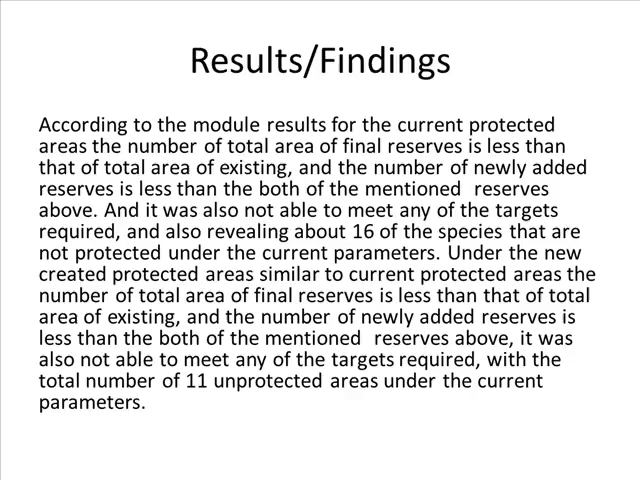 Results/Findings
According to the module results for the current protected
areas the number of total area of final reserves is less than
that of total area of existing, and the number of newly added
reserves is less than the both of the mentioned  reserves
above. And it was also not able to meet any of the targets
required, and also revealing about 16 of the species that are
not protected under the current parameters. Under the new
created protected areas similar to current protected areas the
number of total area of final reserves is less than that of total
area of existing, and the number of newly added reserves is
less than the both of the mentioned  reserves above, it was
also not able to meet any of the targets required, with the
total number of 11 unprotected areas under the current
parameters.